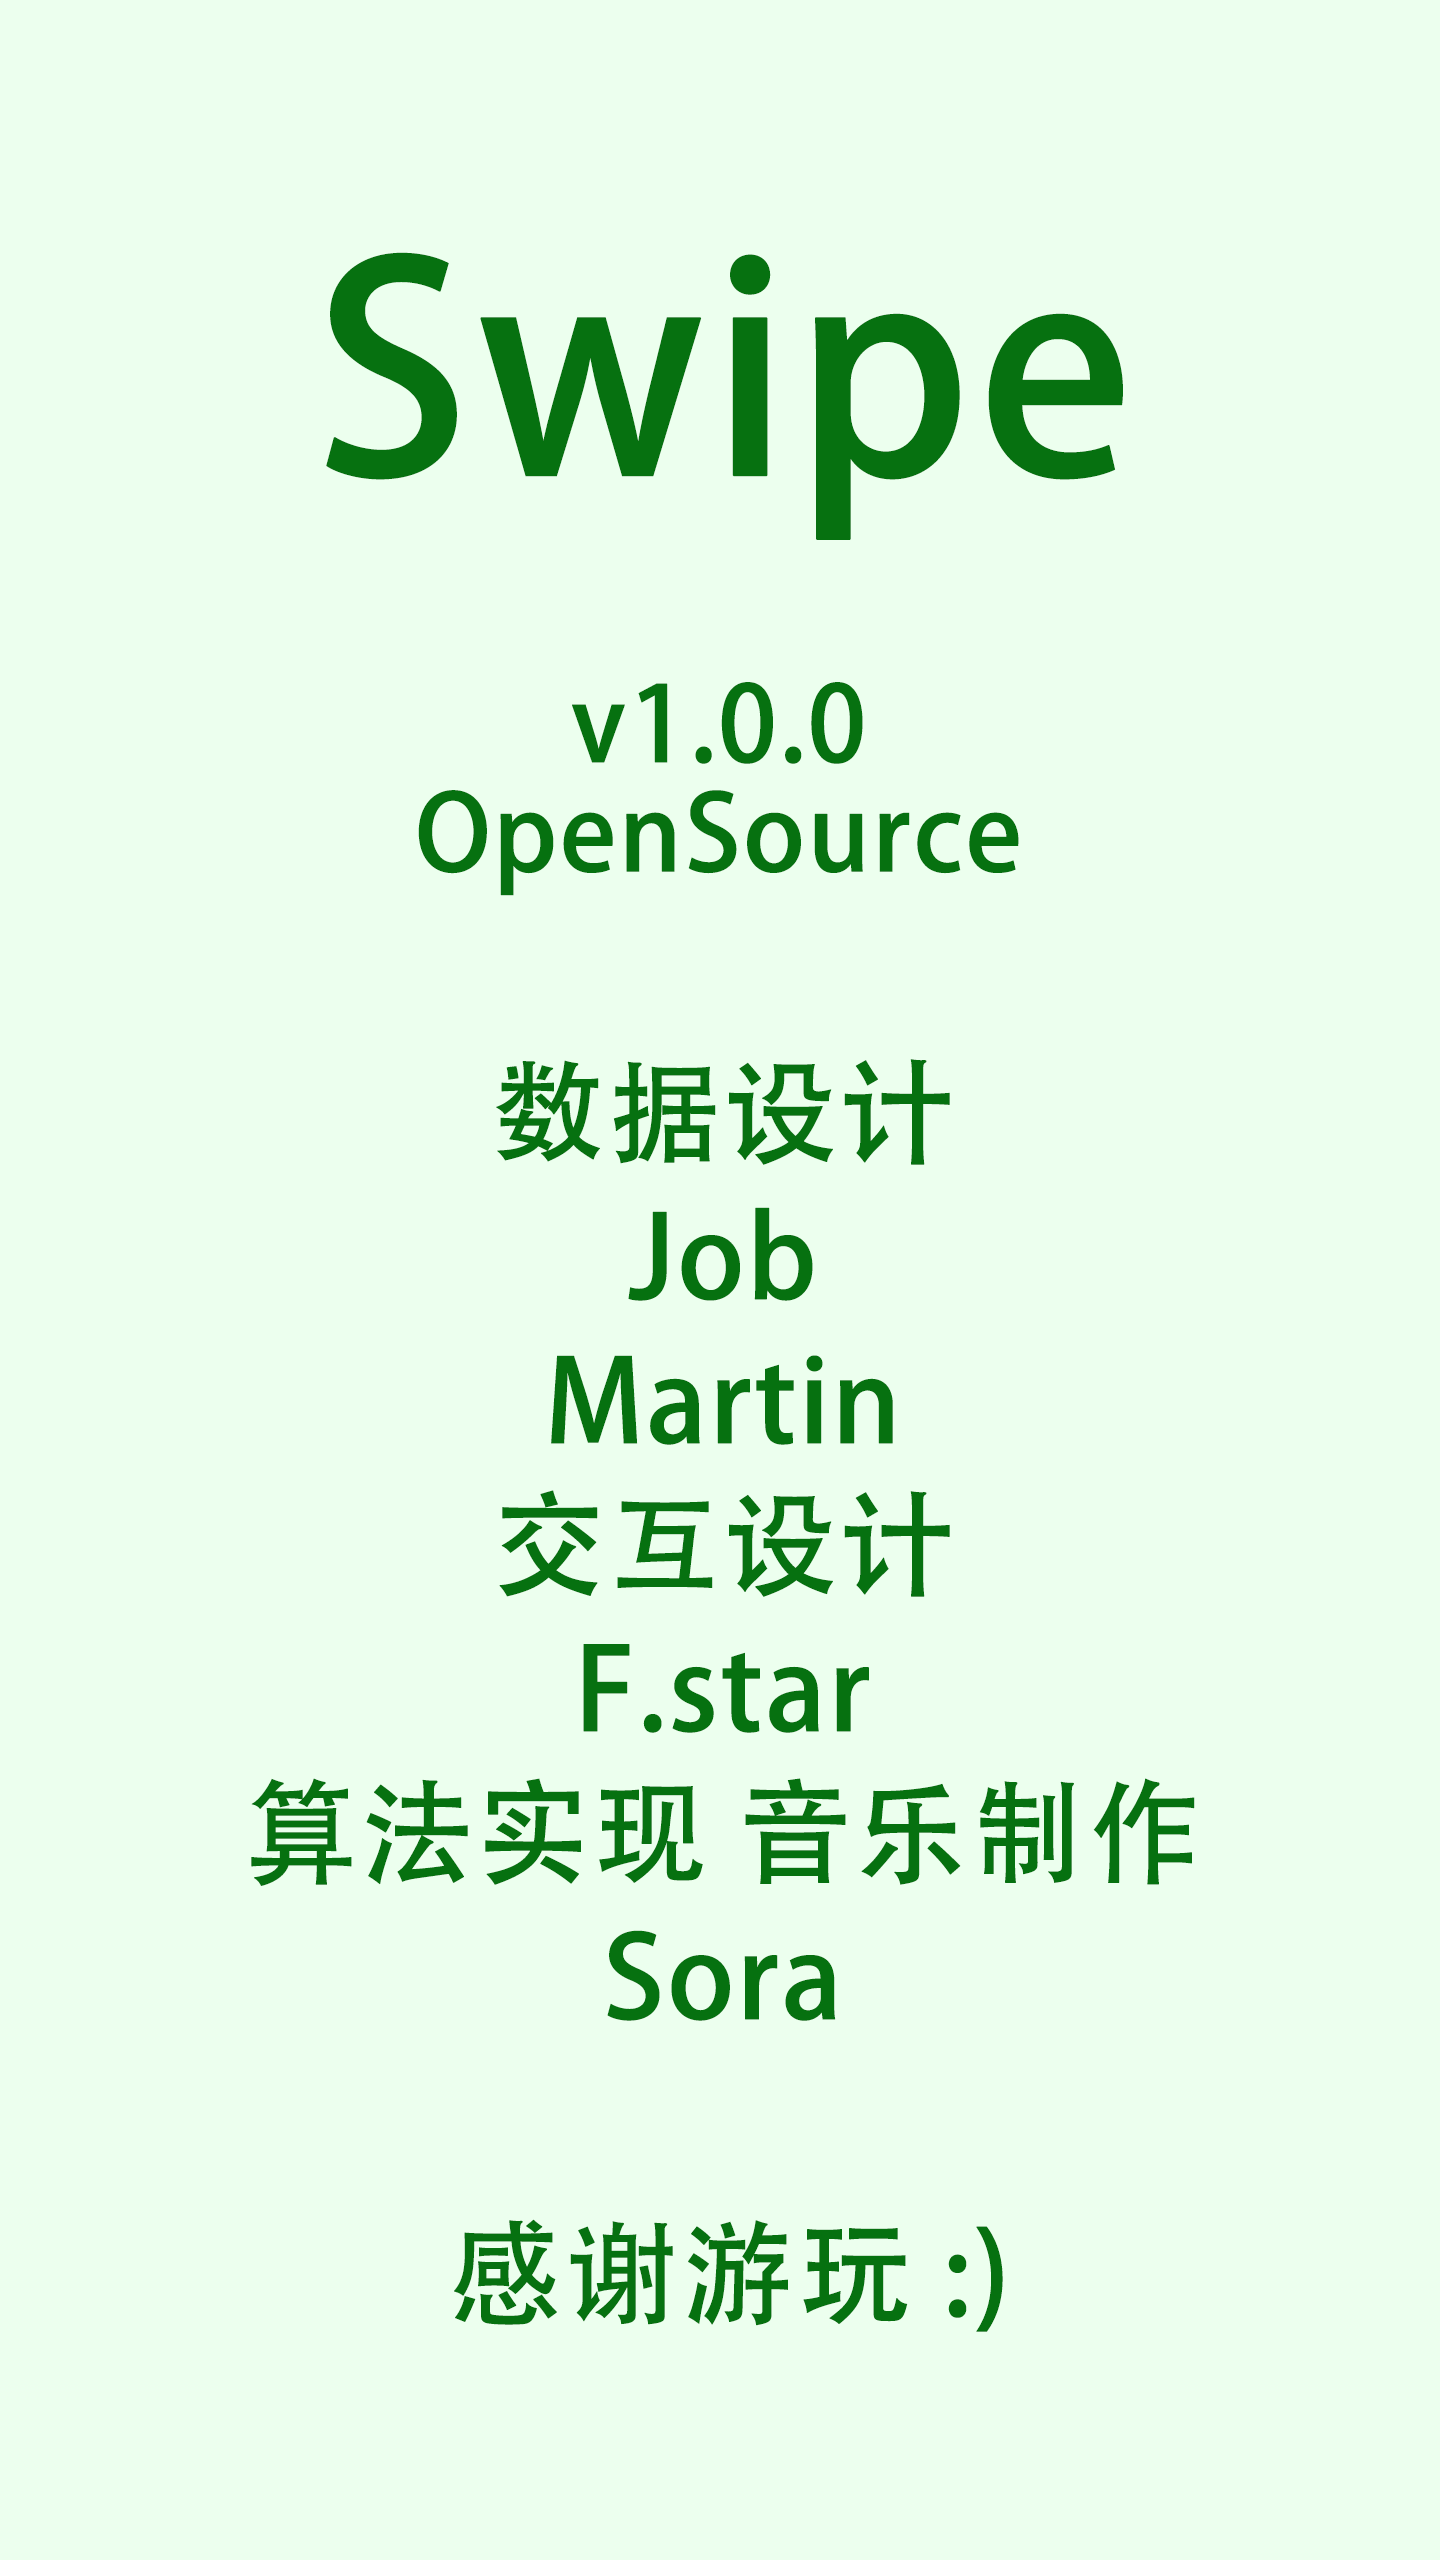 Swipe
v1.0.0
OpenSource
数据设计
Job
Martin
交互设计
F.star
算法实现 音乐制作
Sora
感谢游玩 :)